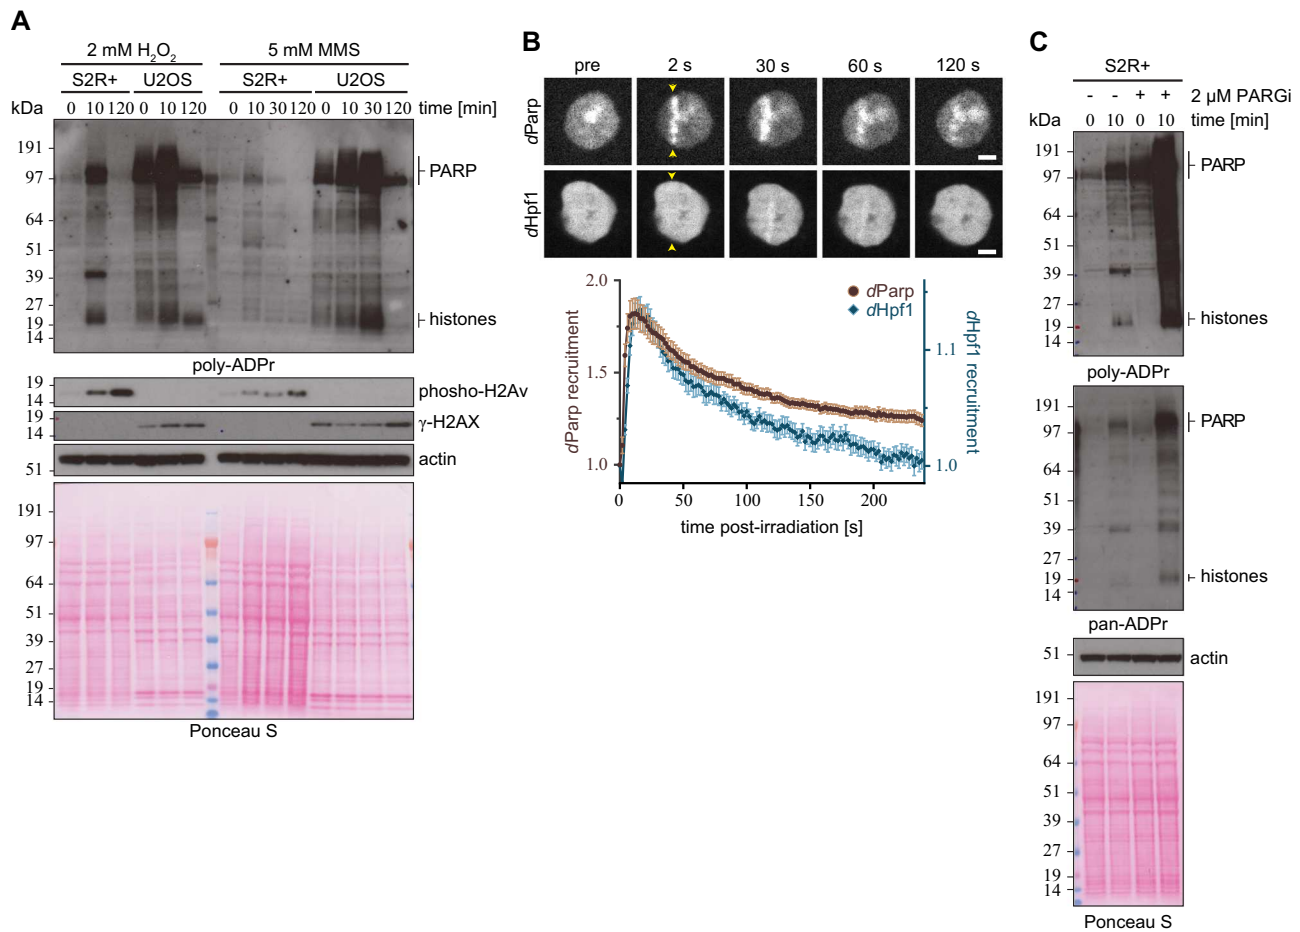 A
2 mM H2O2 5 mM MMS
S2R+ U2OS S2R+ U2OS
kDa 0 10 120 0 10 120 0 10 30 120 0 10 30 120 time [min]
191
97
64
51
39
27
19
14
PARP
histones
poly-ADPr
19
14
phosho-H2Av
19
14
γ-H2AX
51
actin
191
97
64
51
39
27
19
14
Ponceau S
B
pre 2 s 30 s 60 s 120 s
dParp
dHpf1
dParp
dHpf1
dParp recruitment
2.0
1.5
1.0
dHpf1 recruitment
1.1
1.0
0 50 100 150 200
time post-irradiation [s]
C
S2R+
- - + + 2 µM PARGi
kDa 0 10 0 10 time [min]
191
97
64
51
39
27
19
14
PARP
histones
poly-ADPr
191
97
64
51
39
27
19
14
PARP
histones
pan-ADPr
51
actin
191
97
64
51
39
27
19
14
Ponceau S